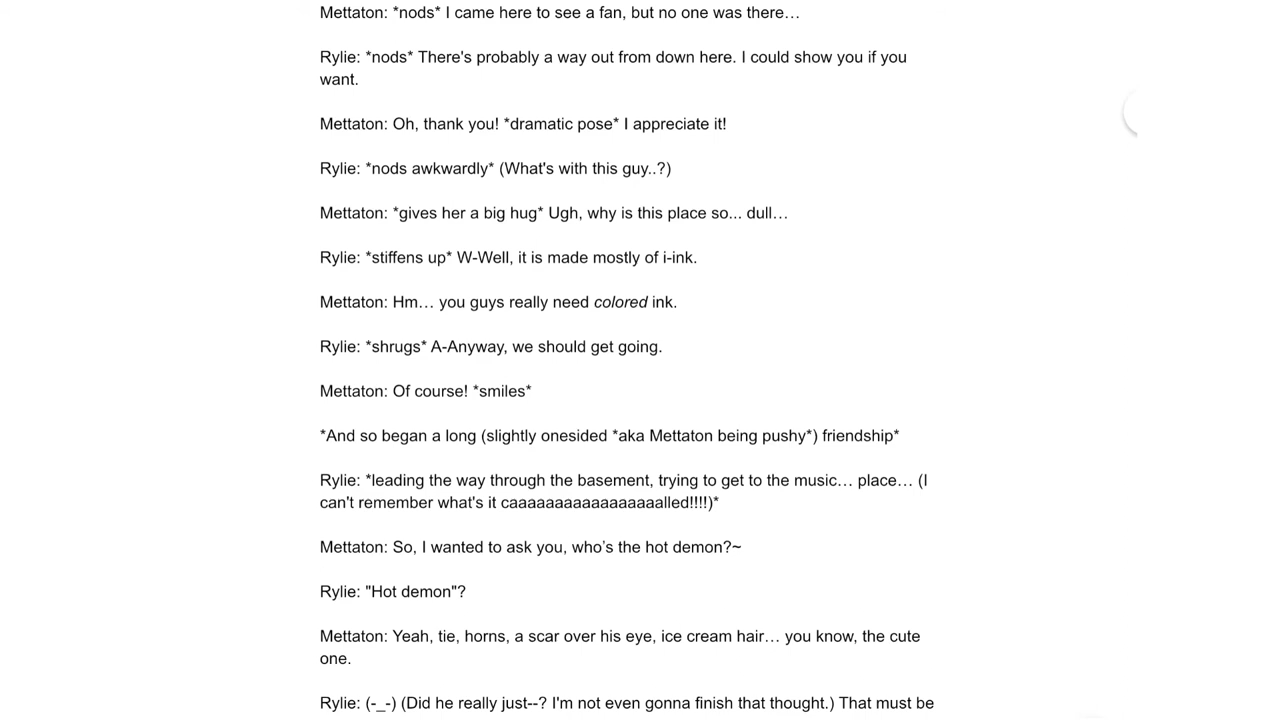 Mettaton: *nods* I came here to see a fan, but no one was there…
Rylie: *nods* There's probably a way out from down here. I could show you if you
want.
Mettaton: Oh, thank you! *dramatic pose* I appreciate it!
Rylie: *nods awkwardly* (What's with this guy..?)
Mettaton: *gives her a big hug* Ugh, why is this place so... dull…
Rylie: *stiffens up* W-Well, it is made mostly of i-ink.
Mettaton: Hm… you guys really need colored ink.
Rylie: *shrugs* A-Anyway, we should get going.
Mettaton: Of course! *smiles*
*And so began a long (slightly onesided *aka Mettaton being pushy*) friendship*
Rylie: *leading the way through the basement, trying to get to the music… place… (I
can't remember what's it caaaaaaaaaaaaaaaaalled!!!!)*
Mettaton: So, I wanted to ask you, who’s the hot demon?~
Rylie: "Hot demon"?
Mettaton: Yeah, tie, horns, a scar over his eye, ice cream hair… you know, the cute
one.
Rylie: (-_-) (Did he really just--? I'm not even gonna finish that thought.) That must be